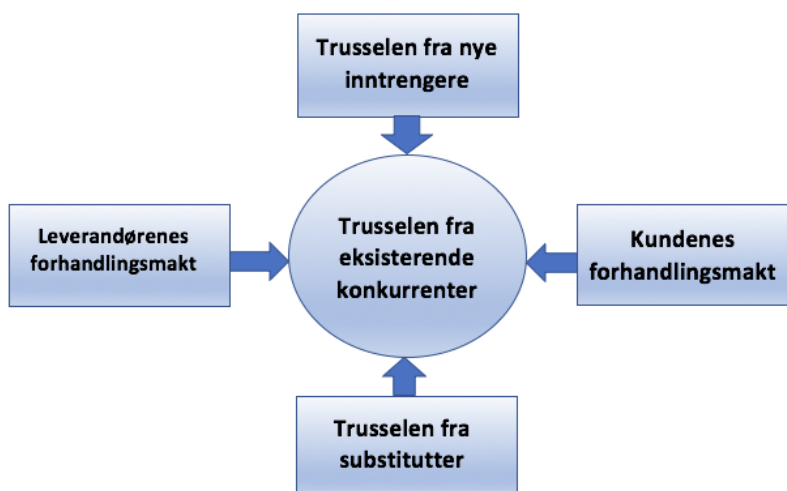 Trusselen fra nye
inntrengere
Leverandørenes
forhandlingsmakt
Trusselen fra
eksisterende
konkurrenter
Kundenes
forhandlingsmakt
Trusselen fra
substitutter